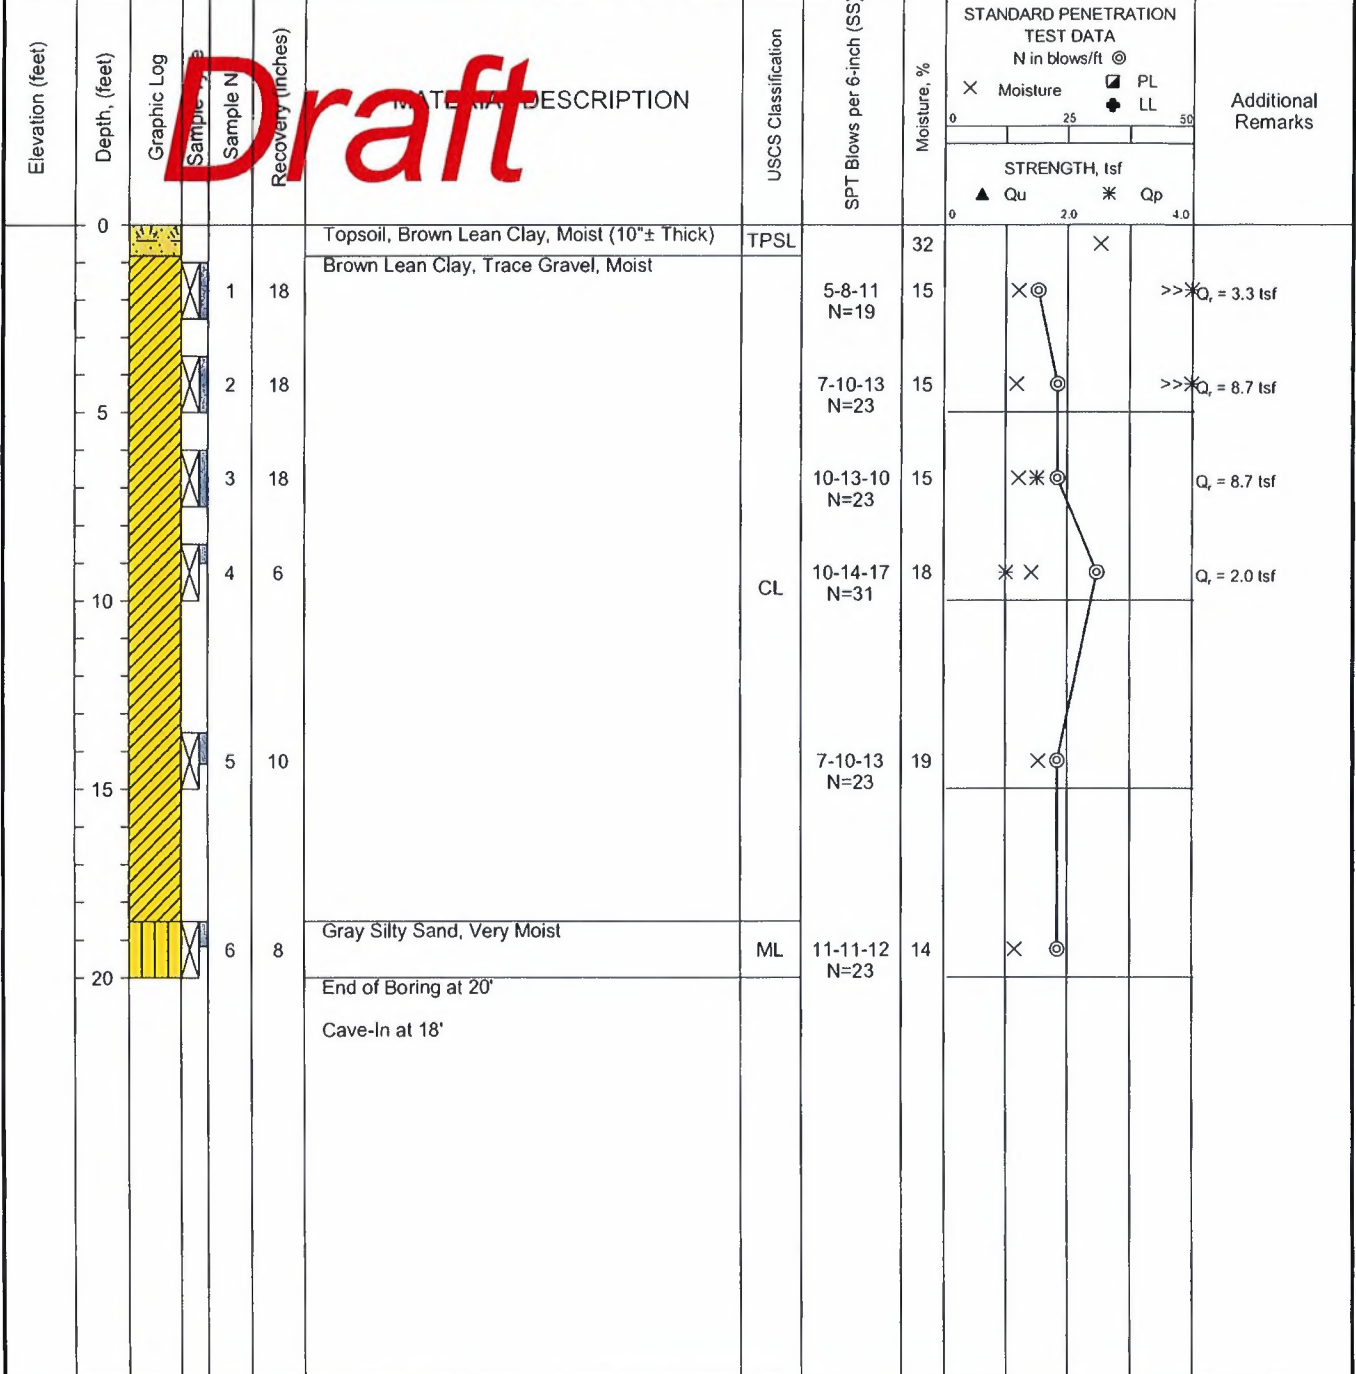 Elevation (feet)
Depth, (feet)
Graphic Log
Sample
Sample N
Recovery (inches)
Draft
MATERIAL DESCRIPTION
USCS Classification
SPT Blows per 6-inch (SS)
Moisture, %
STANDARD PENETRATION
TEST DATA
N in blows/ft
Moisture
PL
LL
0 25 50
STRENGTH, tsf
Qu Qp
0 2.0 4.0
Additional
Remarks
0
Topsoil, Brown Lean Clay, Moist (10"± Thick) TPSL 32
Brown Lean Clay, Trace Gravel, Moist
1 18 5-8-11 15 >> Qr = 3.3 tsf
N=19
2 18 7-10-13 15 >> Qr = 8.7 tsf
5 N=23
3 18 10-13-10 15 Qr = 8.7 tsf
N=23
4 6 10-14-17 18 Qr = 2.0 tsf
10 CL N=31
5 10 7-10-13 19
15 N=23
Gray Silty Sand, Very Moist
6 8 ML 11-11-12 14
20 N=23
End of Boring at 20'
Cave-In at 18'